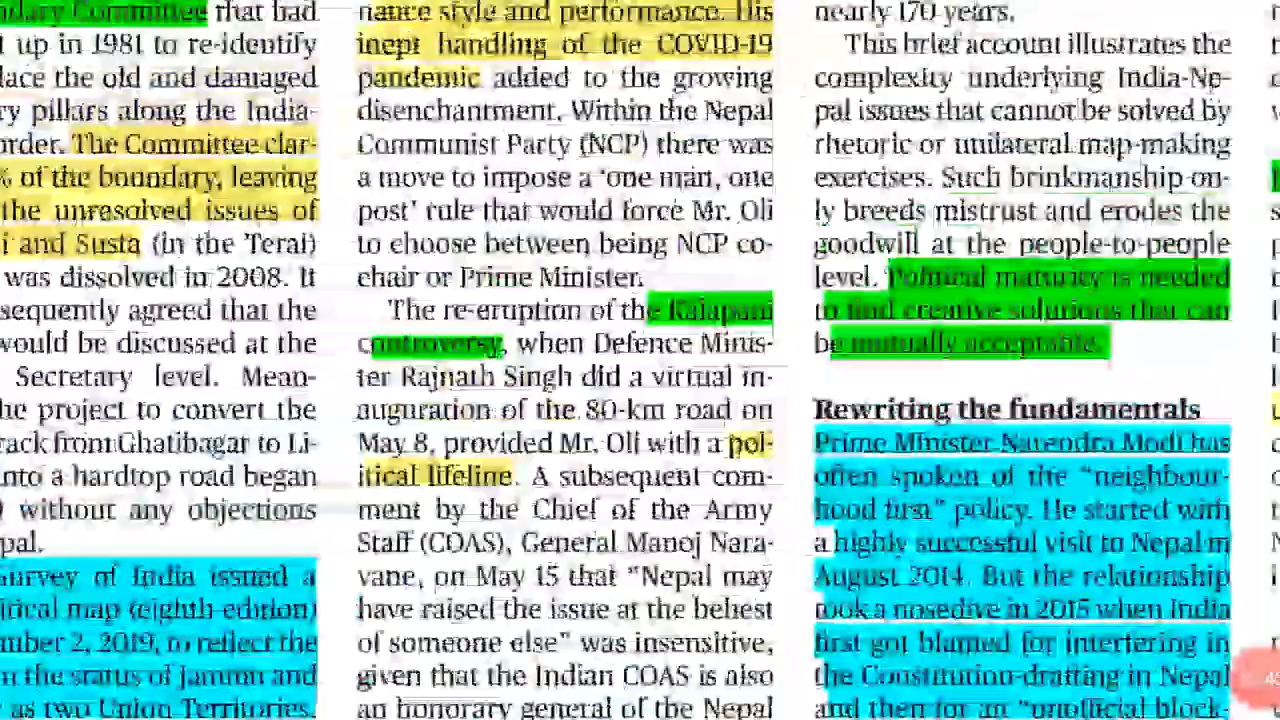 ndary Committee that had
t up in 1981 to re-identify
lace the old and damaged
ry pillars along the India-
order. The Committee clar-
% of the boundary, leaving
the unresolved issues of
i and Susta (in the Terai)
was dissolved in 2008. It
sequently agreed that the
would be discussed at the
Secretary level. Mean-
he project to convert the
rack from Ghatibagar to Li-
into a hardtop road began
) without any objections
pal.
Survey of India issued a
itical map (eighth edition)
mber 2, 2019, to reflect the
n the status of Jammu and
as two Union Territories.
nance style and performance. His
inept handling of the COVID-19
pandemic added to the growing
disenchantment. Within the Nepal
Communist Party (NCP) there was
a move to impose a 'one man, one
post' rule that would force Mr. Oli
to choose between being NCP co-
chair or Prime Minister.
The re-eruption of the Kalapani
controversy, when Defence Minis-
ter Rajnath Singh did a virtual in-
auguration of the 80-km road on
May 8, provided Mr. Oli with a pol-
itical lifeline. A subsequent com-
ment by the Chief of the Army
Staff (COAS), General Manoj Nara-
vane, on May 15 that "Nepal may
have raised the issue at the behest
of someone else" was insensitive,
given that the Indian COAS is also
an honorary general of the Nepal
nearly 170 years.
This brief account illustrates the
complexity underlying India-Ne-
pal issues that cannot be solved by
rhetoric or unilateral map-making
exercises. Such brinkmanship on-
ly breeds mistrust and erodes the
goodwill at the people-to-people
level. Political maturity is needed
to find creative solutions that can
be mutually acceptable.
Rewriting the fundamentals
Prime Minister Narendra Modi has
often spoken of the "neighbour-
hood first" policy. He started with
a highly successful visit to Nepal in
August 2014. But the relationship
took a nosedive in 2015 when India
first got blamed for interfering in
the Constitution-drafting in Nepal
and then for an "unofficial block-